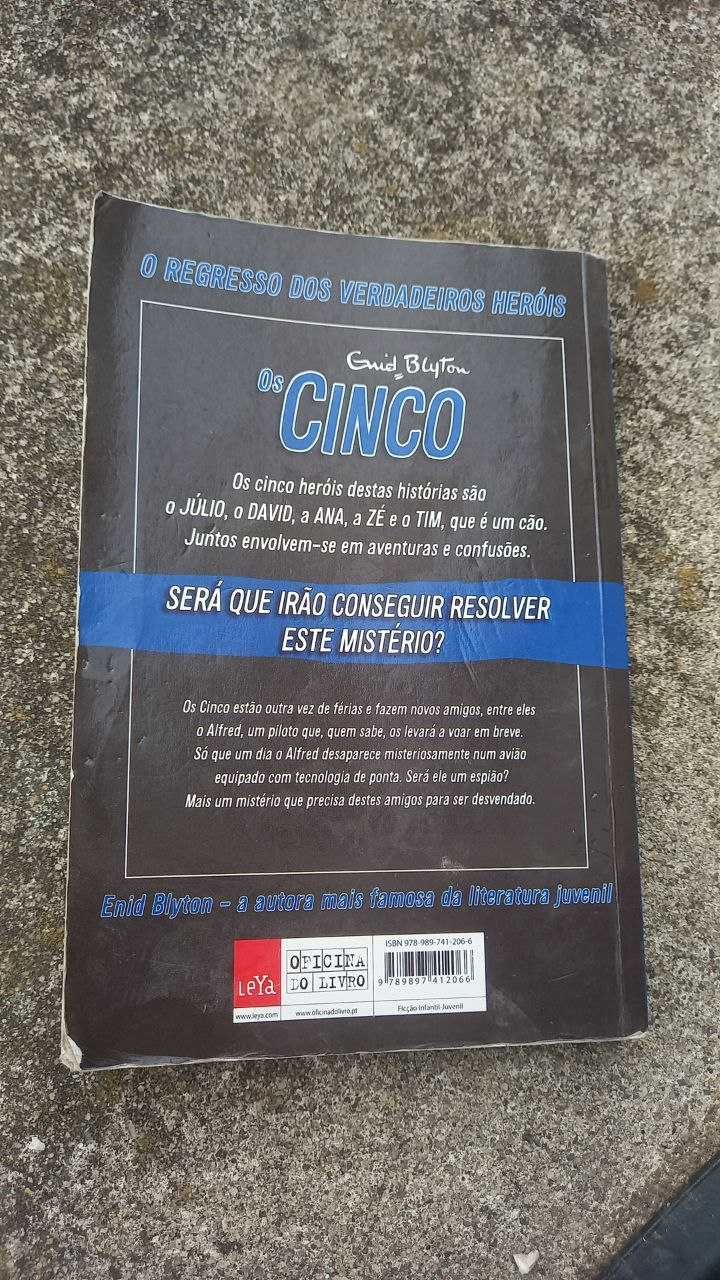 O REGRESSO DOS VERDADEIROS HERÓIS
Enid Blyton
Os CINCO
Os cinco heróis destas histórias são
o JÚLIO, o DAVID, a ANA, a ZÉ e o TIM, que é um cão.
Juntos envolvem-se em aventuras e confusões.
SERÁ QUE IRÃO CONSEGUIR RESOLVER
ESTE MISTÉRIO?
Os Cinco estão outra vez de férias e fazem novos amigos, entre eles
o Alfred, um piloto que, quem sabe, os levará a voar em breve.
Só que um dia o Alfred desaparece misteriosamente num avião
equipado com tecnologia de ponta. Será ele um espião?
Mais um mistério que precisa destes amigos para ser desvendado.
Enid Blyton – a autora mais famosa da literatura juvenil
LeYa
www.leya.com
OFICINA
DO LIVRO
www.oficinadolivro.pt
ISBN 978-989-741-206-6
9 789897 412066
Ficção Infantil-Juvenil